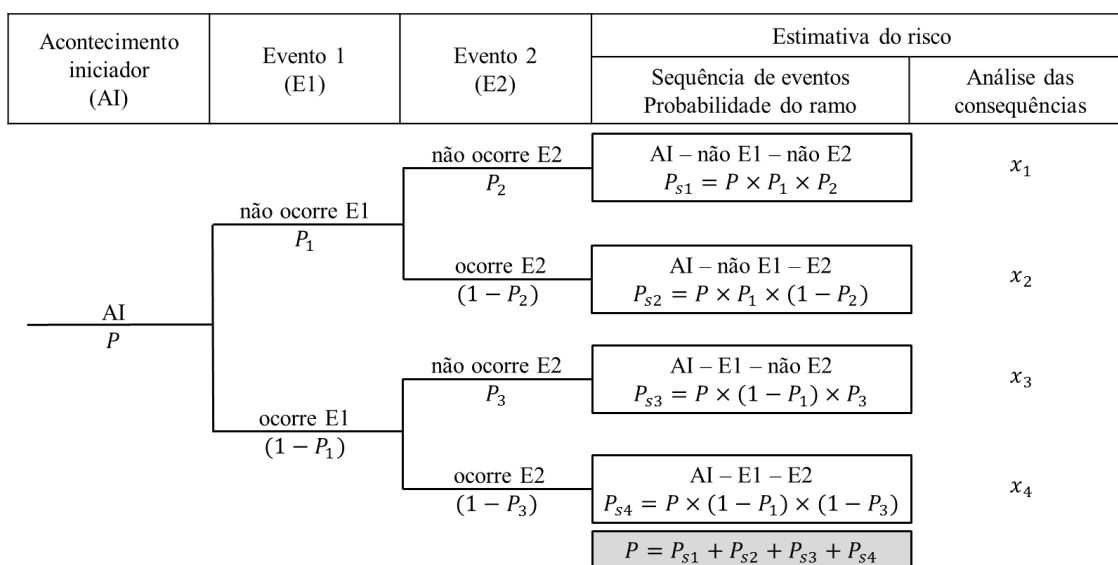 Acontecimento
iniciador
(AI)
Evento 1
(E1)
Evento 2
(E2)
Estimativa do risco
Sequência de eventos
Probabilidade do ramo
Análise das
consequências
AI
P
não ocorre E1
P₁
ocorre E1
(1 − P₁)
não ocorre E2
P₂
ocorre E2
(1 − P₂)
não ocorre E2
P₃
ocorre E2
(1 − P₃)
AI – não E1 – não E2
Pₛ₁ = P × P₁ × P₂
x₁
AI – não E1 – E2
Pₛ₂ = P × P₁ × (1 − P₂)
x₂
AI – E1 – não E2
Pₛ₃ = P × (1 − P₁) × P₃
x₃
AI – E1 – E2
Pₛ₄ = P × (1 − P₁) × (1 − P₃)
x₄
P = Pₛ₁ + Pₛ₂ + Pₛ₃ + Pₛ₄